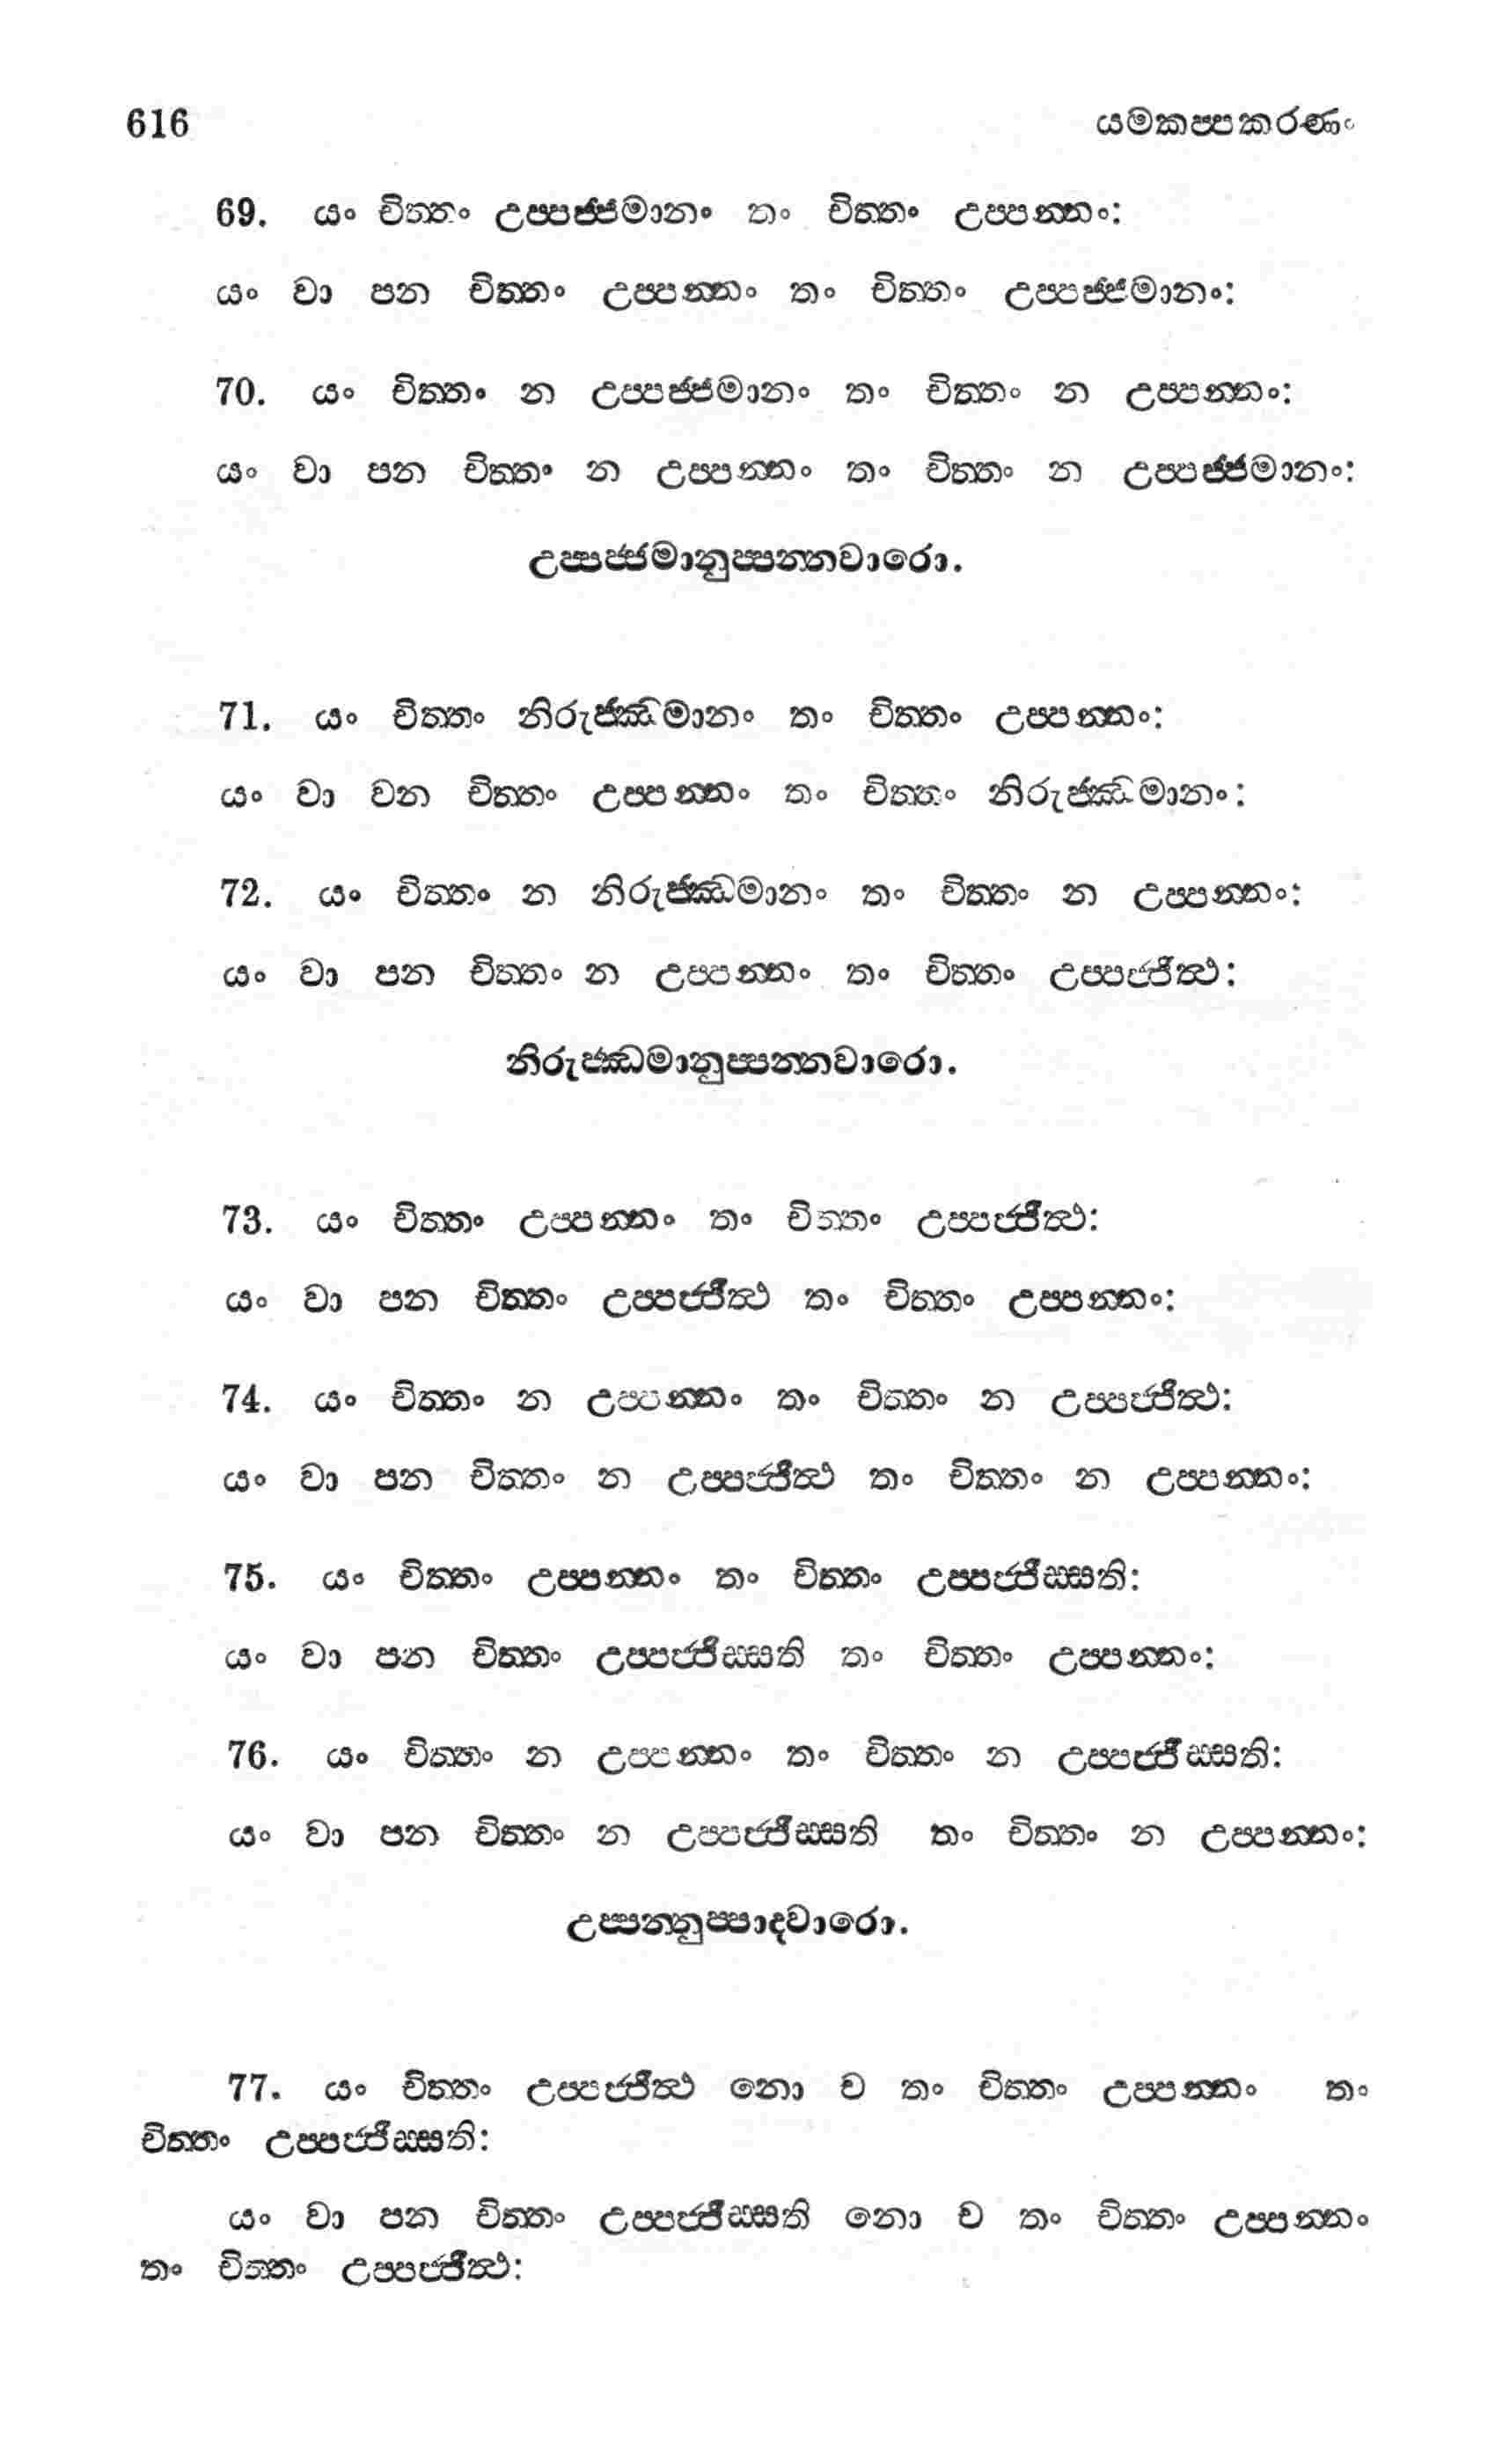 616 යමකප්පකරණං
69. යං චිත්තං උප්පජ්ජමානං තං චිත්තං උප්පන්නං:
යං වා පන චිත්තං උප්පන්නං තං චිත්තං උප්පජ්ජමානං:
70. යං චිත්තං න උප්පජ්ජමානං තං චිත්තං න උප්පන්නං:
යං වා පන චිත්තං න උප්පන්නං තං චිත්තං න උප්පජ්ජමානං:
උප්පජ්ජමානුප්පන්නවාරො.
71. යං චිත්තං නිරුජ්ඣමානං තං චිත්තං උප්පන්නං:
යං වා වන චිත්තං උප්පන්නං තං චිත්තං නිරුජ්ඣමානං:
72. යං චිත්තං න නිරුජ්ඣමානං තං චිත්තං න උප්පන්නං:
යං වා පන චිත්තං න උප්පන්නං තං චිත්තං උප්පජ්ජිත්ථ:
නිරුජ්ඣමානුප්පන්නවාරො.
73. යං චිත්තං උප්පන්නං තං චිත්තං උප්පජ්ජිත්ථ:
යං වා පන චිත්තං උප්පජ්ජිත්ථ තං චිත්තං උප්පන්නං:
74. යං චිත්තං න උප්පන්නං තං චිත්තං න උප්පජ්ජිත්ථ:
යං වා පන චිත්තං න උප්පජ්ජිත්ථ තං චිත්තං න උප්පන්නං:
75. යං චිත්තං උප්පන්නං තං චිත්තං උප්පජ්ජිස්සති:
යං වා පන චිත්තං උප්පජ්ජිස්සති තං චිත්තං උප්පන්නං:
76. යං චිත්තං න උප්පන්නං තං චිත්තං න උප්පජ්ජිස්සති:
යං වා පන චිත්තං න උප්පජ්ජිස්සති තං චිත්තං න උප්පන්නං:
උප්පන්නුප්පාදවාරො.
77. යං චිත්තං උප්පජ්ජිත්ථ නො ච තං චිත්තං උප්පන්නං තං
චිත්තං උප්පජ්ජිස්සති:
යං වා පන චිත්තං උප්පජ්ජිස්සති නො ච තං චිත්තං උප්පන්නං
තං චිත්තං උප්පජ්ජිත්ථ: